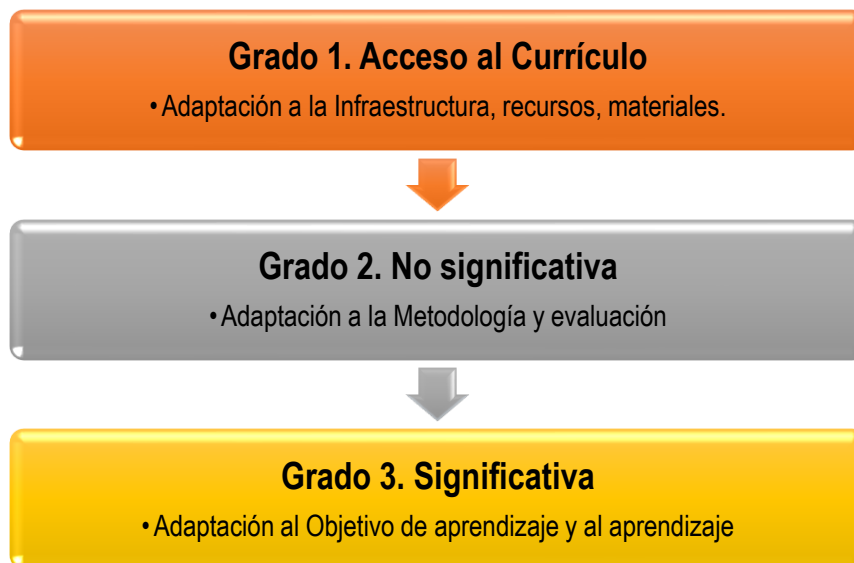 Grado 1. Acceso al Currículo
• Adaptación a la Infraestructura, recursos, materiales.
Grado 2. No significativa
• Adaptación a la Metodología y evaluación
Grado 3. Significativa
• Adaptación al Objetivo de aprendizaje y al aprendizaje